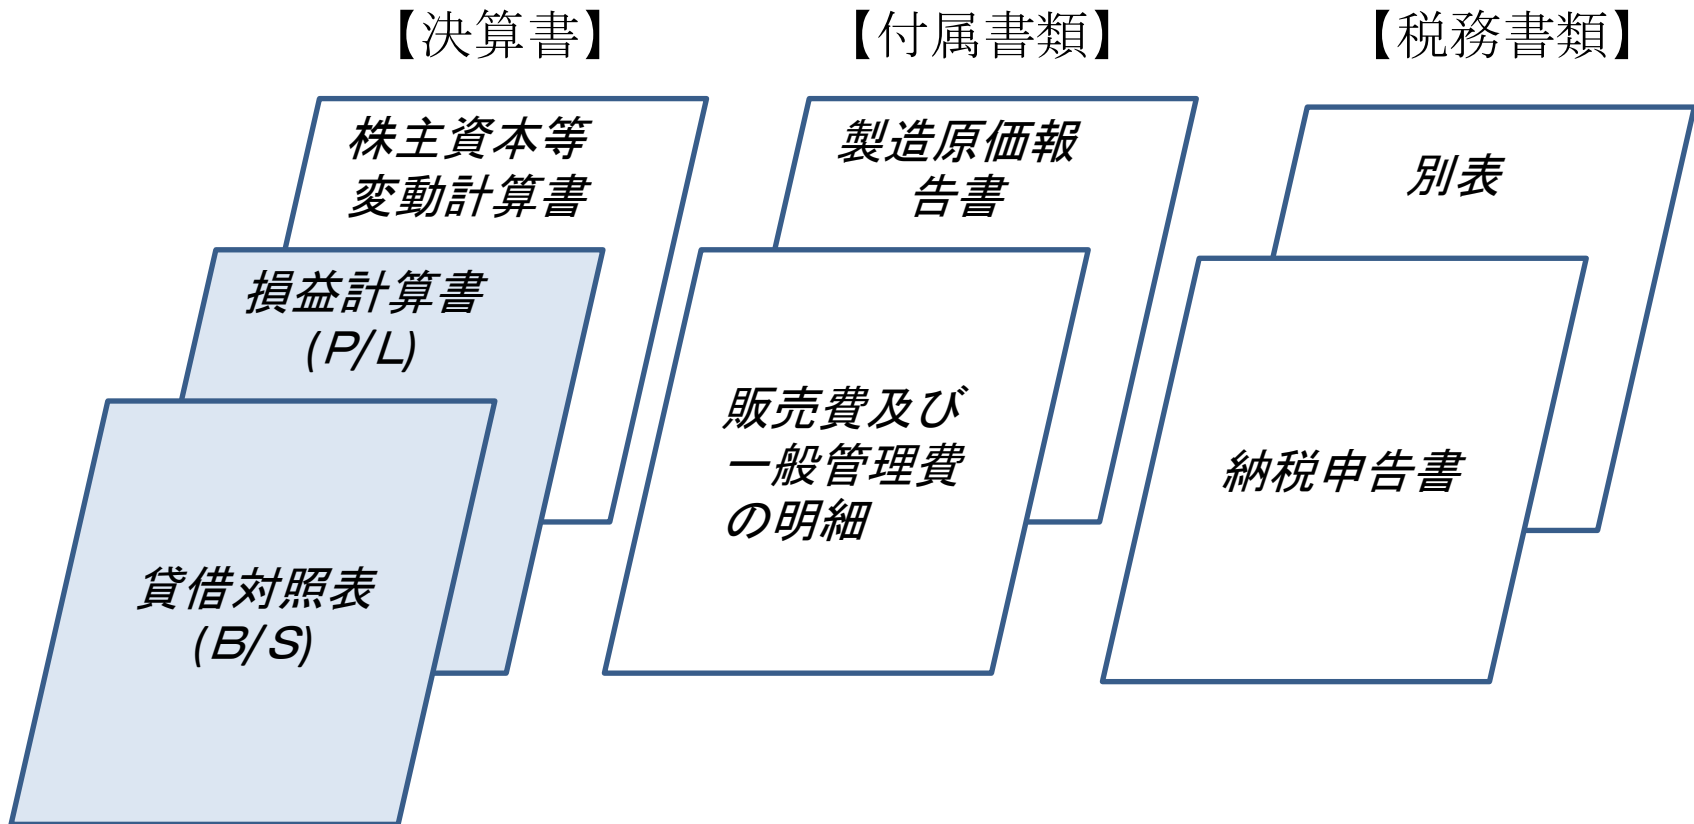 【決算書】
【付属書類】
【税務書類】
株主資本等
変動計算書
損益計算書
(P/L)
貸借対照表
(B/S)
製造原価報
告書
販売費及び
一般管理費
の明細
別表
納税申告書